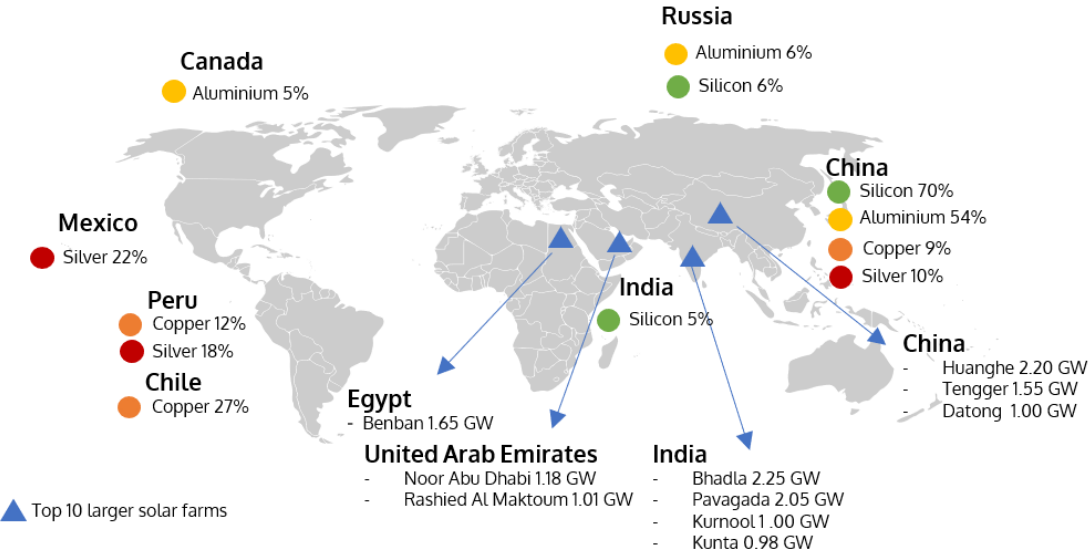 Russia
Aluminium 6%
Silicon 6%
Canada
Aluminium 5%
China
Silicon 70%
Aluminium 54%
Copper 9%
Silver 10%
Mexico
Silver 22%
Peru
Copper 12%
Silver 18%
Chile
Copper 27%
India
Silicon 5%
China
- Huanghe 2.20 GW
- Tengger 1.55 GW
- Datong 1.00 GW
Egypt
- Benban 1.65 GW
United Arab Emirates
- Noor Abu Dhabi 1.18 GW
- Rashied Al Maktoum 1.01 GW
India
- Bhadla 2.25 GW
- Pavagada 2.05 GW
- Kurnool 1 .00 GW
- Kunta 0.98 GW
Top 10 larger solar farms